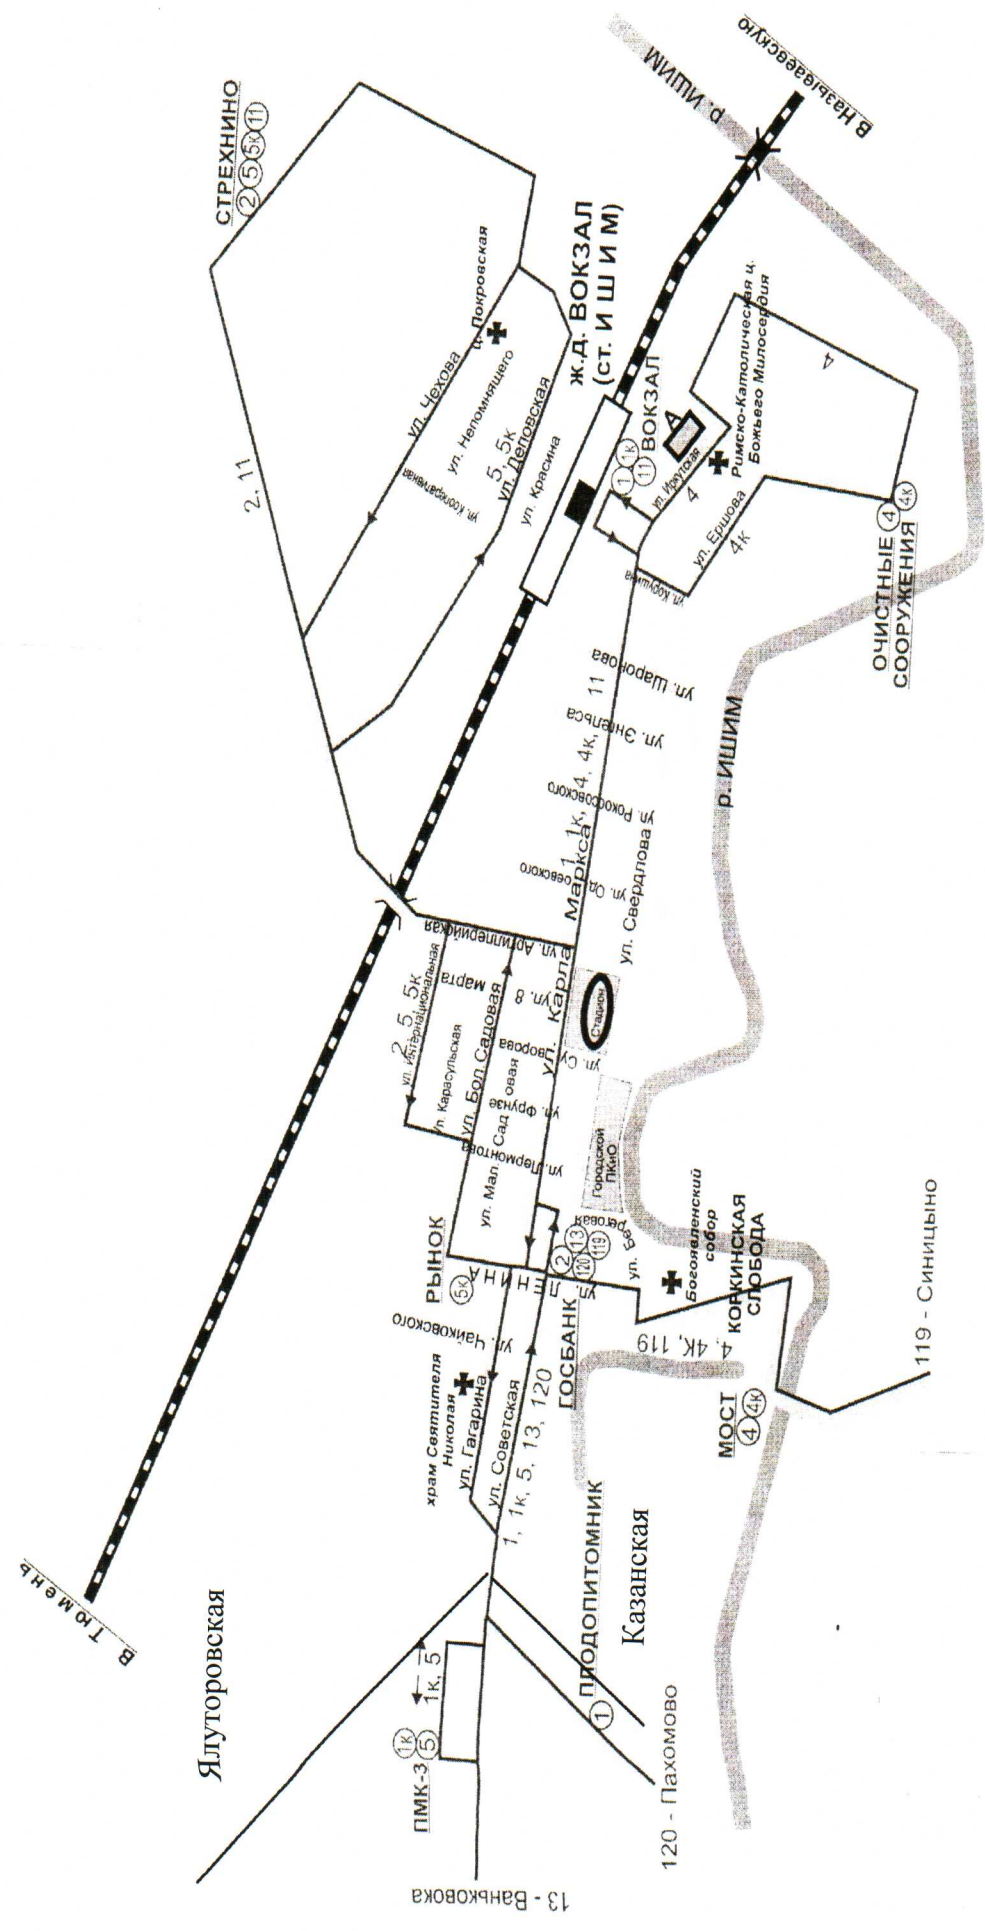 В Тюмень
Ялуторовская
ПМК-3
1к
5
1к, 5
13 - Ваньковока
120 - Пахомово
ПЛОДОПИТОМНИК
1
Казанская
1, 1к, 5, 13, 120
ул. Советская
ул. Гагарина
храм Святителя
Николая
ул. Чайковского
РЫНОК
5к
ул. ЛЕНИНА
ГОСБАНК
2
13
120
119
ул. Береговая
МОСТ
4
4к
4, 4К, 119
119 - Синицыно
КОРКИНСКАЯ
СЛОБОДА
Богоявленский
собор
Городской
ПКиО
Стадион
ул. Мал. Садовая
ул. Бол.Садовая
ул. Карасульская
ул. Интернациональная
2, 5, 5к
ул. Лермонтова
ул. Фрунзе
ул. Суворова
ул. 8 марта
ул. Артиллерийская
ул. Карла Маркса
1, 1к, 4, 4к, 11
ул. Одоевского
ул. Рокоссовского
ул. Энгельса
ул. Шаронова
ул. Свердлова
р. ИШИМ
ул. Коркина
ул. Ершова
4к
ул. Иркутская
4
1
1к
11
ВОКЗАЛ
А
Римско-Католическая ц.
Божьего Милосердия
4
ОЧИСТНЫЕ
СООРУЖЕНИЯ
4
4к
Ж.Д. ВОКЗАЛ
(ст. И Ш И М)
ул. Красина
ул. Деповская
5, 5к
ул. Кооперативная
ул. Непомнящего
ул. Чехова
ц. Покровская
2, 11
СТРЕХНИНО
2
5
5к
11
р. ИШИМ
В Называевскую